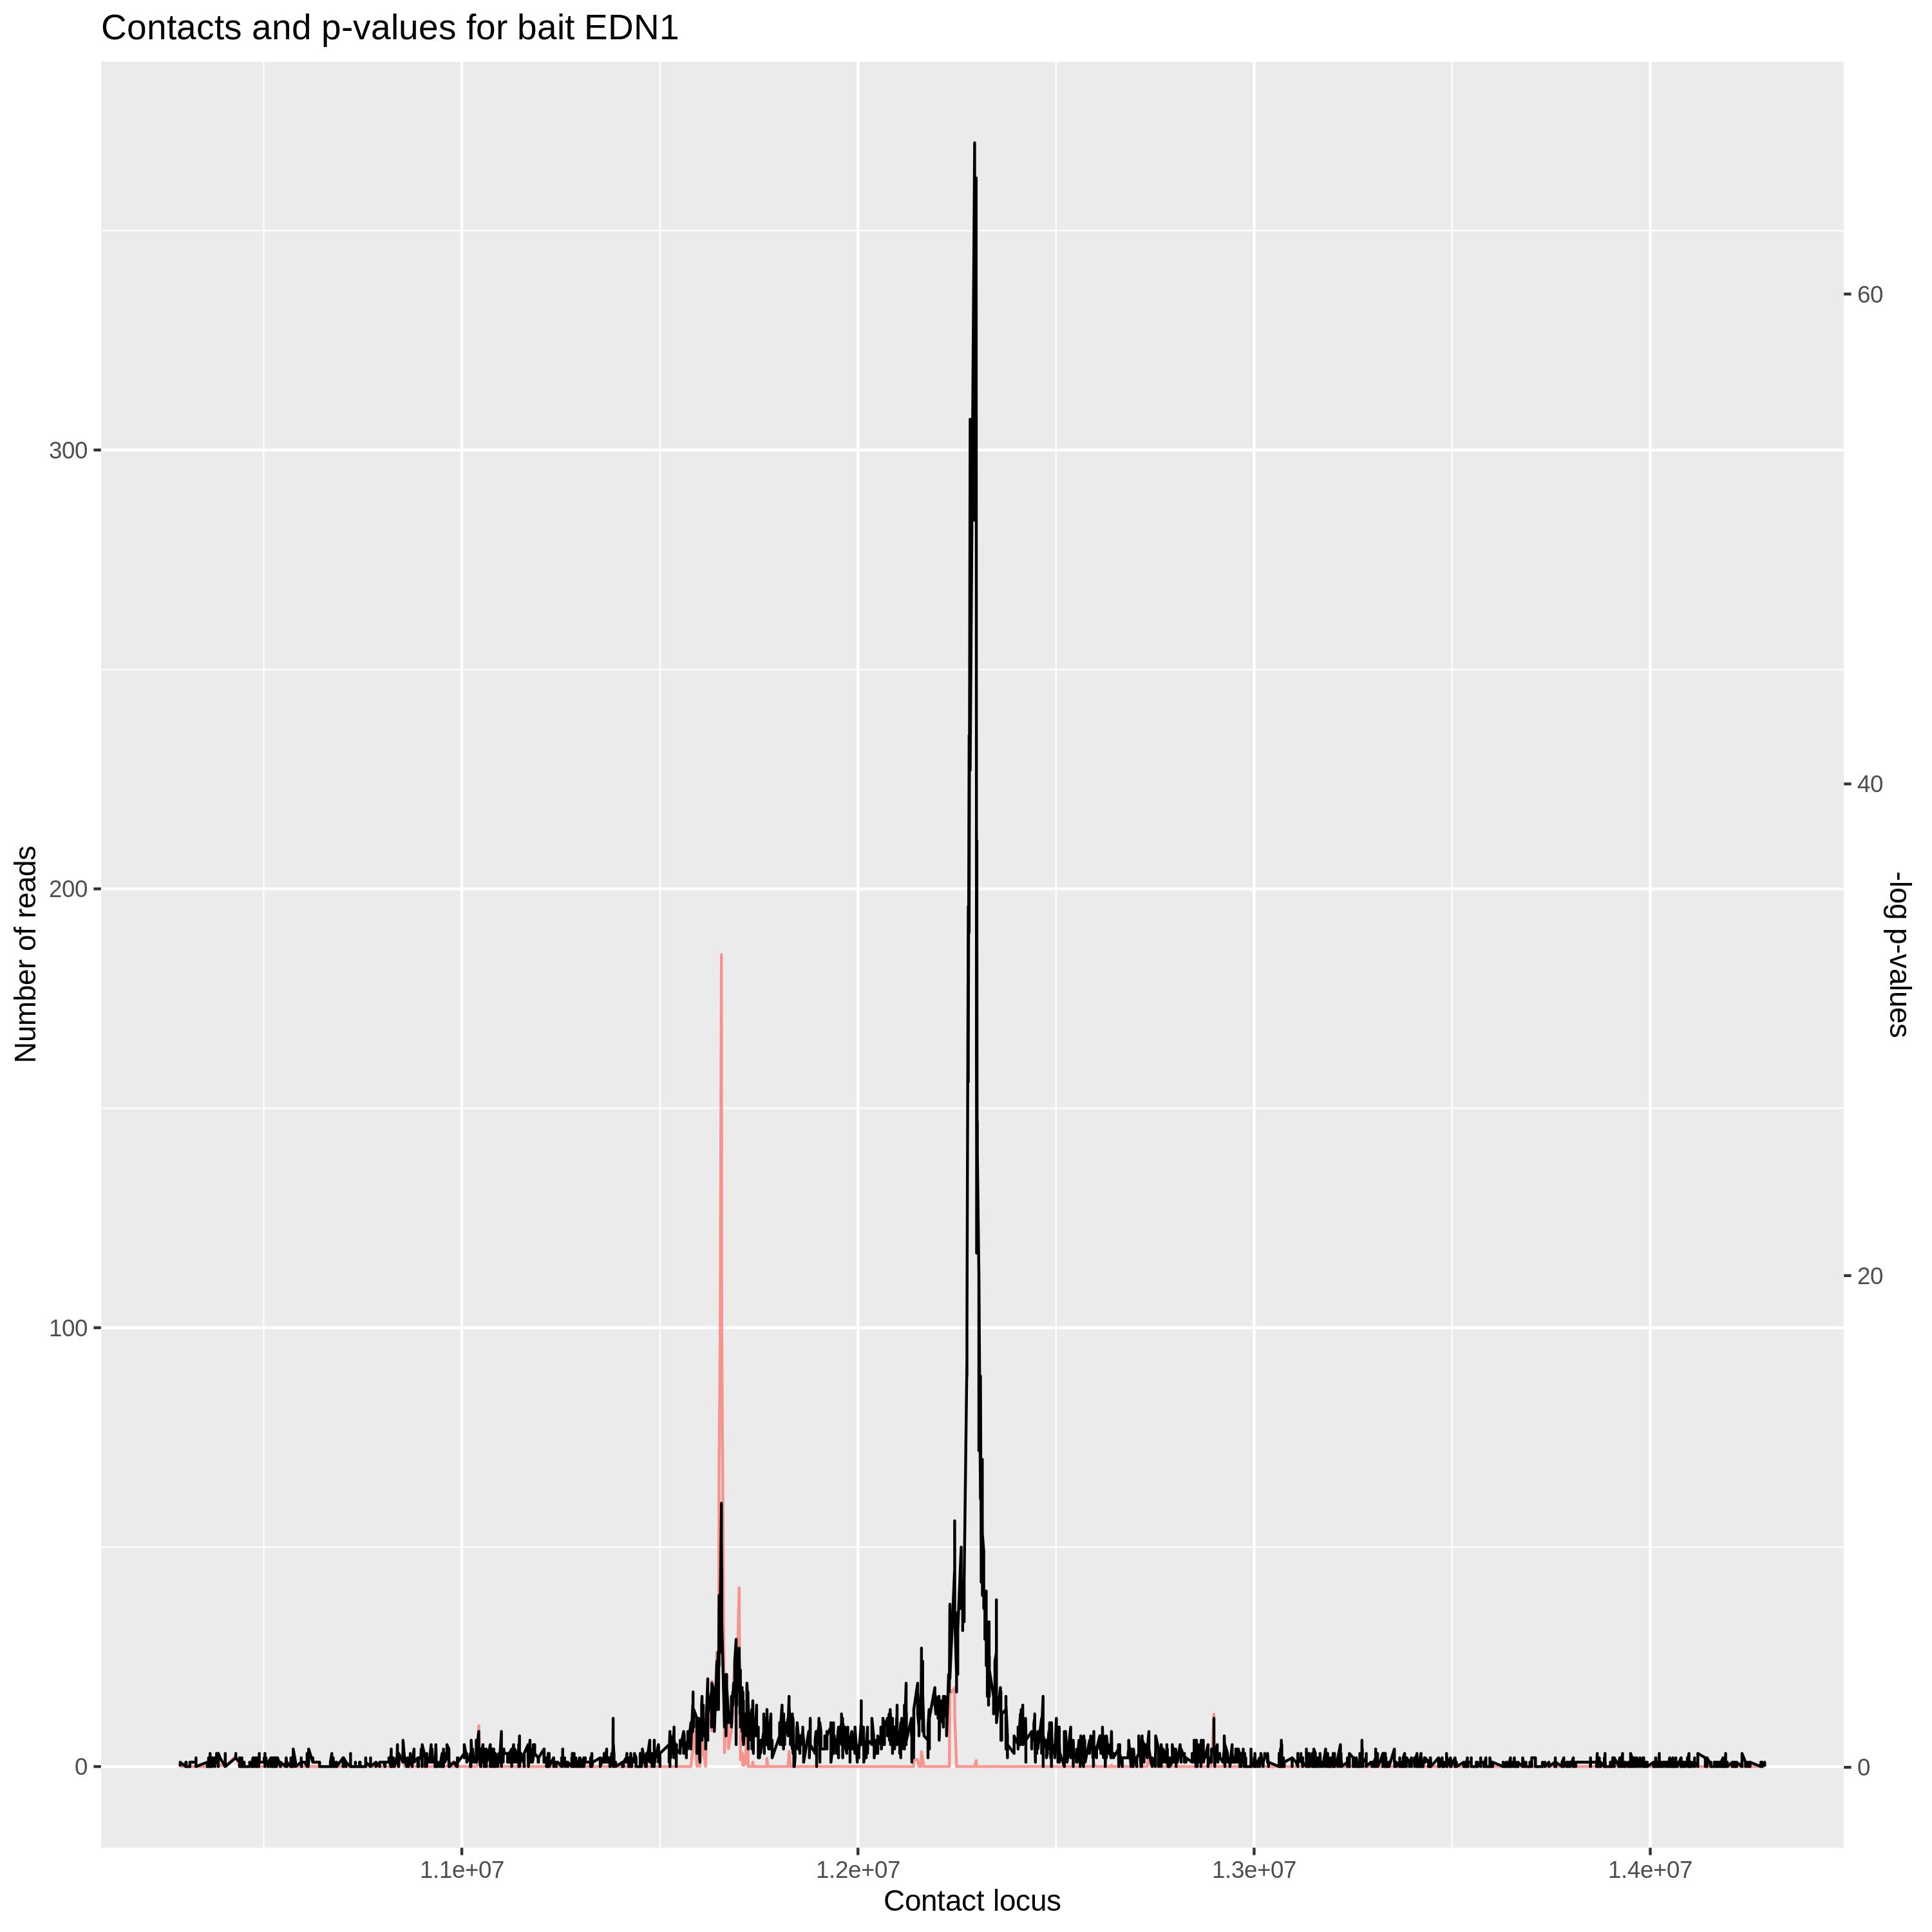 Contacts and p-values for bait EDN1
Number of reads
300
200
100
0
60
40
20
0
-log p-values
1.1e+07
1.2e+07
1.3e+07
1.4e+07
Contact locus